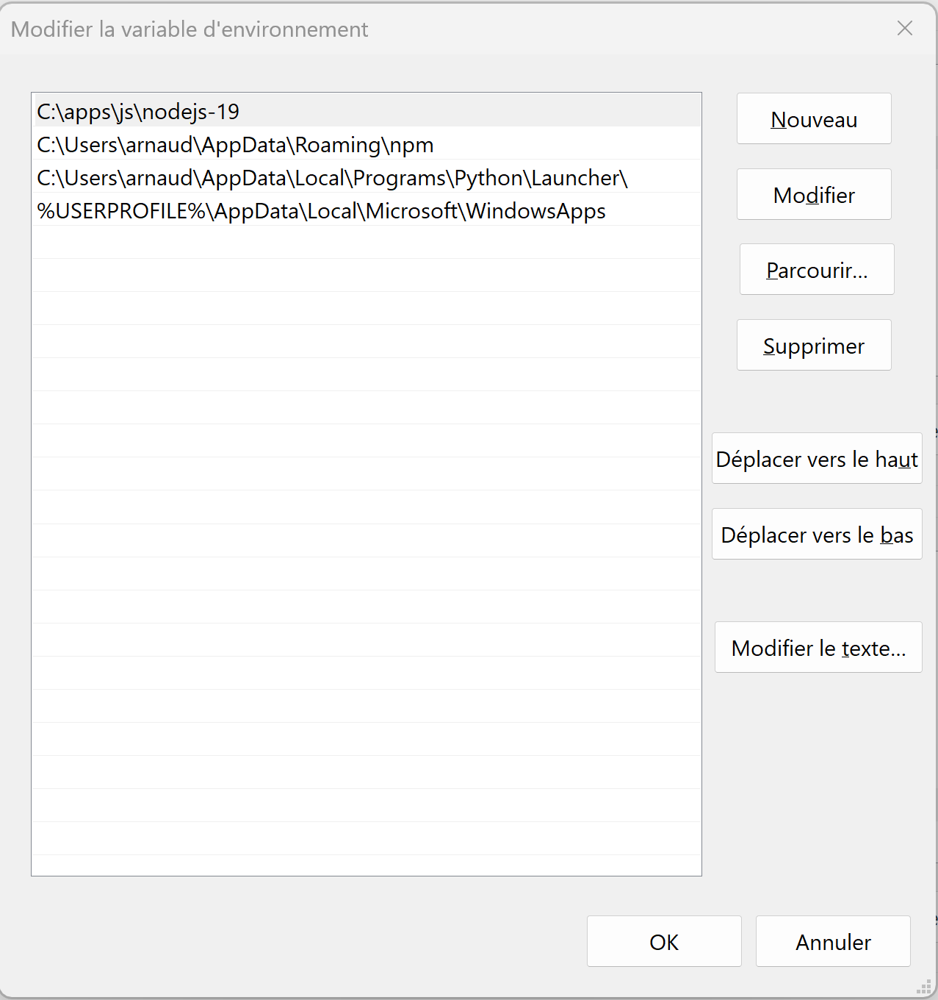 Modifier la variable d'environnement
C:\apps\js\nodejs-19
C:\Users\arnaud\AppData\Roaming\npm
C:\Users\arnaud\AppData\Local\Programs\Python\Launcher\
%USERPROFILE%\AppData\Local\Microsoft\WindowsApps
Nouveau
Modifier
Parcourir...
Supprimer
Déplacer vers le haut
Déplacer vers le bas
Modifier le texte...
OK
Annuler